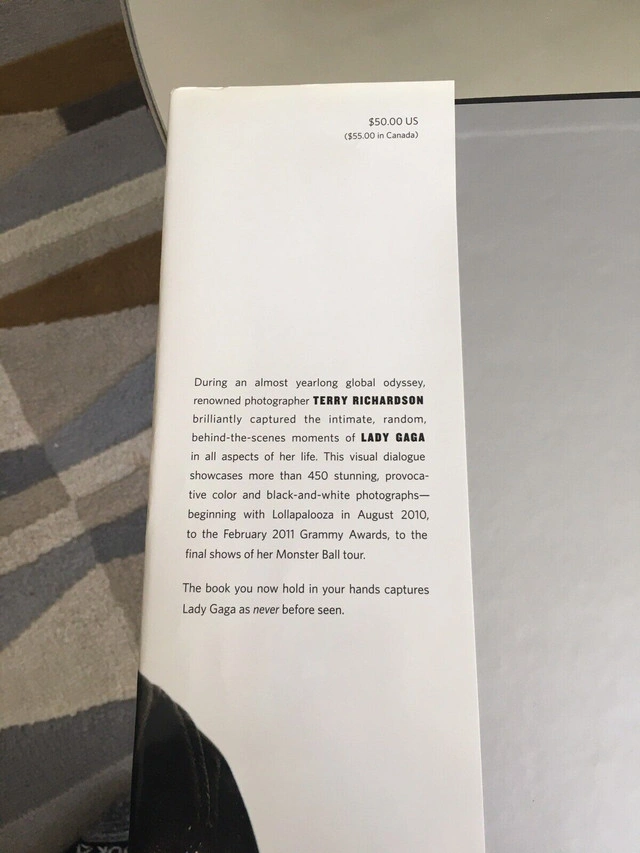 $50.00 US
($55.00 in Canada)
During an almost yearlong global odyssey,
renowned photographer TERRY RICHARDSON
brilliantly captured the intimate, random,
behind-the-scenes moments of LADY GAGA
in all aspects of her life. This visual dialogue
showcases more than 450 stunning, provoca-
tive color and black-and-white photographs—
beginning with Lollapalooza in August 2010,
to the February 2011 Grammy Awards, to the
final shows of her Monster Ball tour.
The book you now hold in your hands captures
Lady Gaga as never before seen.